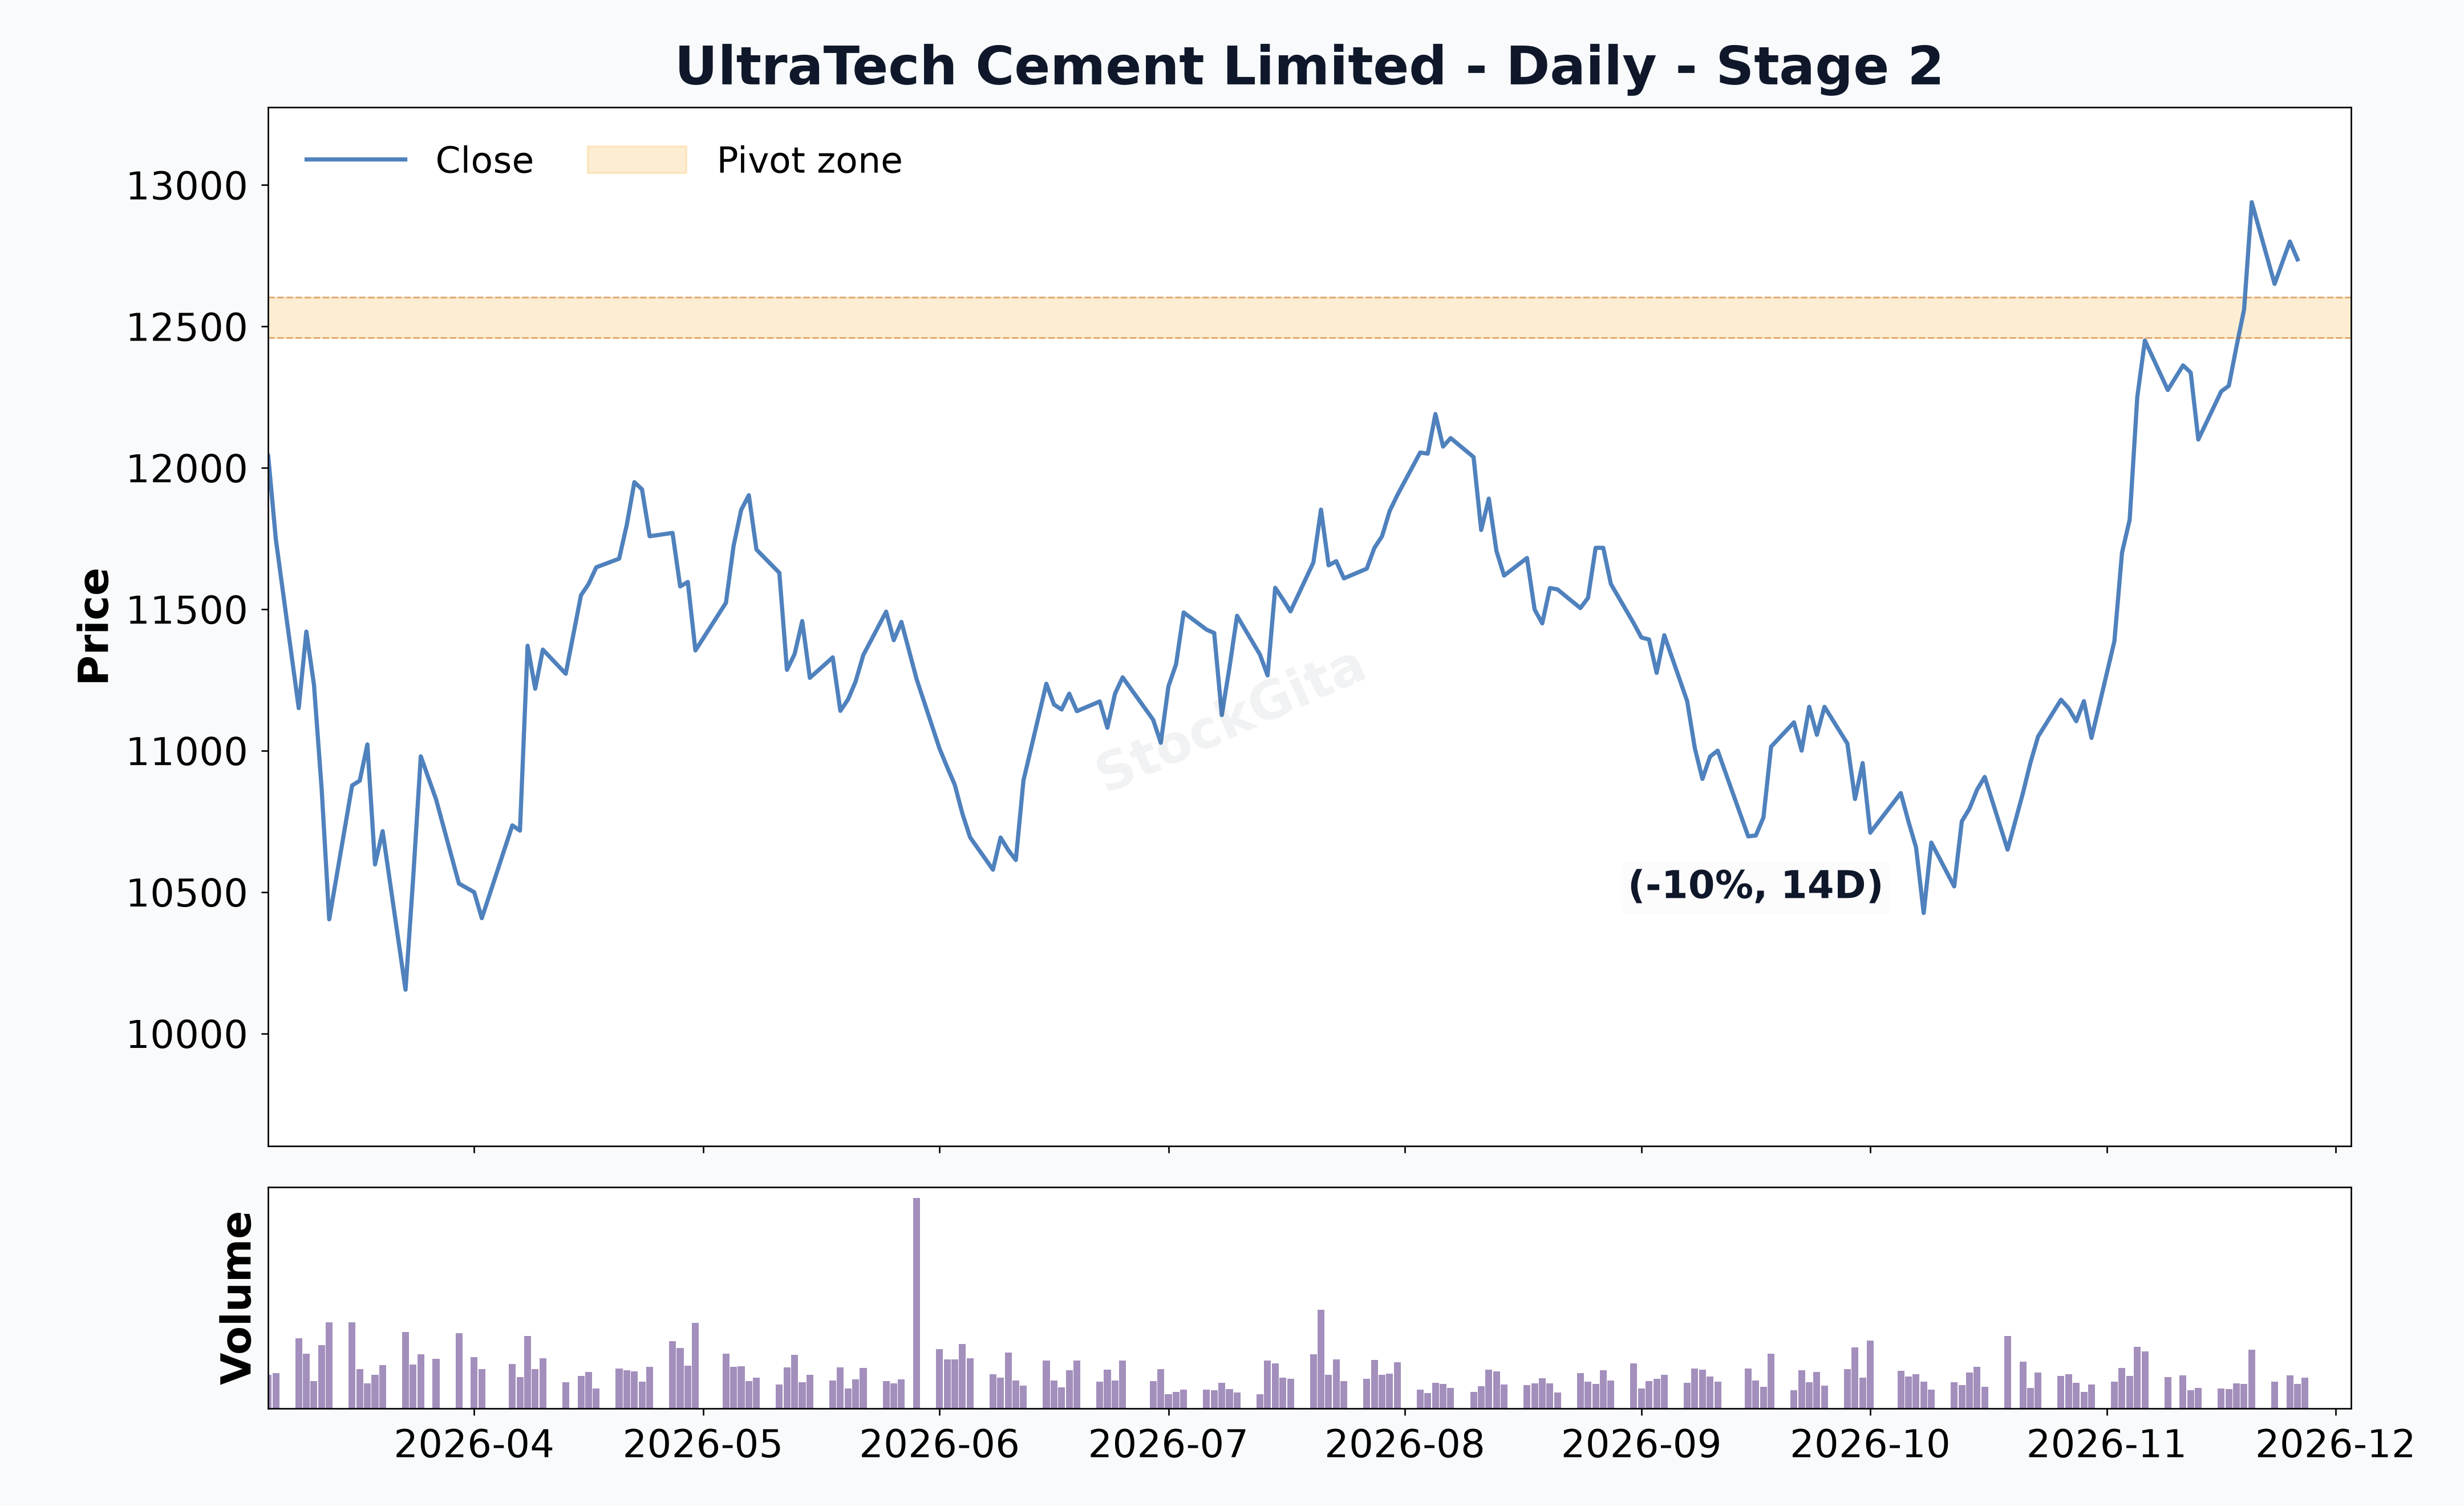 UltraTech Cement Limited - Daily - Stage 2
Close
Pivot zone
Price
13000
12500
12000
11500
11000
10500
10000
StockGita
(-10%, 14D)
Volume
2026-04
2026-05
2026-06
2026-07
2026-08
2026-09
2026-10
2026-11
2026-12